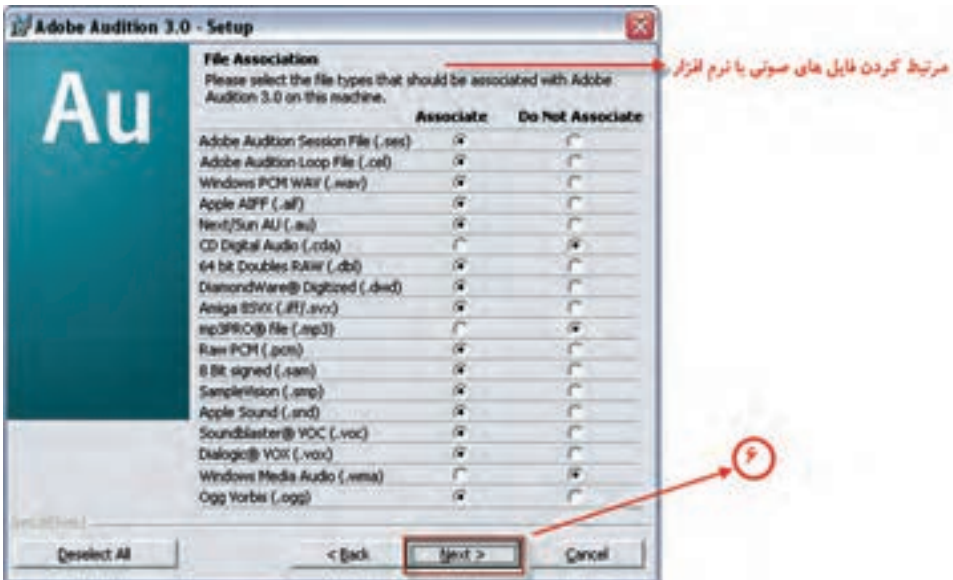 Adobe Audition 3.0 - Setup
Au
File Association
Please select the file types that should be associated with Adobe
Audition 3.0 on this machine.
مرتبط کردن فایل های صوتی با نرم افزار
Associate Do Not Associate
Adobe Audition Session File (.ses)
Adobe Audition Loop File (.cel)
Windows PCM WAV (.wav)
Apple AIFF (.aif)
Next/Sun AU (.au)
CD Digital Audio (.cda)
64 bit Doubles RAW (.dbl)
DiamondWare® Digitized (.dwd)
Amiga 8SVX (.iff/.svx)
mp3PRO® file (.mp3)
Raw PCM (.pcm)
8 Bit signed (.sam)
SampleVision (.smp)
Apple Sound (.snd)
Soundblaster® VOC (.voc)
Dialogic® VOX (.vox)
Windows Media Audio (.wma)
Ogg Vorbis (.ogg)
۶
InstallShield
Deselect All < Back Next > Cancel